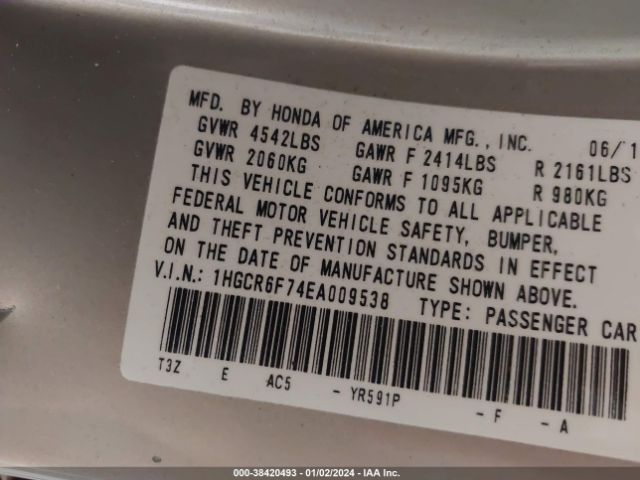 MFD. BY HONDA OF AMERICA MFG., INC. 06/1
GVWR 4542LBS GAWR F 2414LBS R 2161LBS
GVWR 2060KG GAWR F 1095KG R 980KG
THIS VEHICLE CONFORMS TO ALL APPLICABLE
FEDERAL MOTOR VEHICLE SAFETY, BUMPER,
AND THEFT PREVENTION STANDARDS IN EFFECT
ON THE DATE OF MANUFACTURE SHOWN ABOVE.
V.I.N.: 1HGCR6F74EA009538 TYPE: PASSENGER CAR
T3Z E AC5 - YR591P - F - A
000-38420493 - 01/02/2024 - IAA Inc.